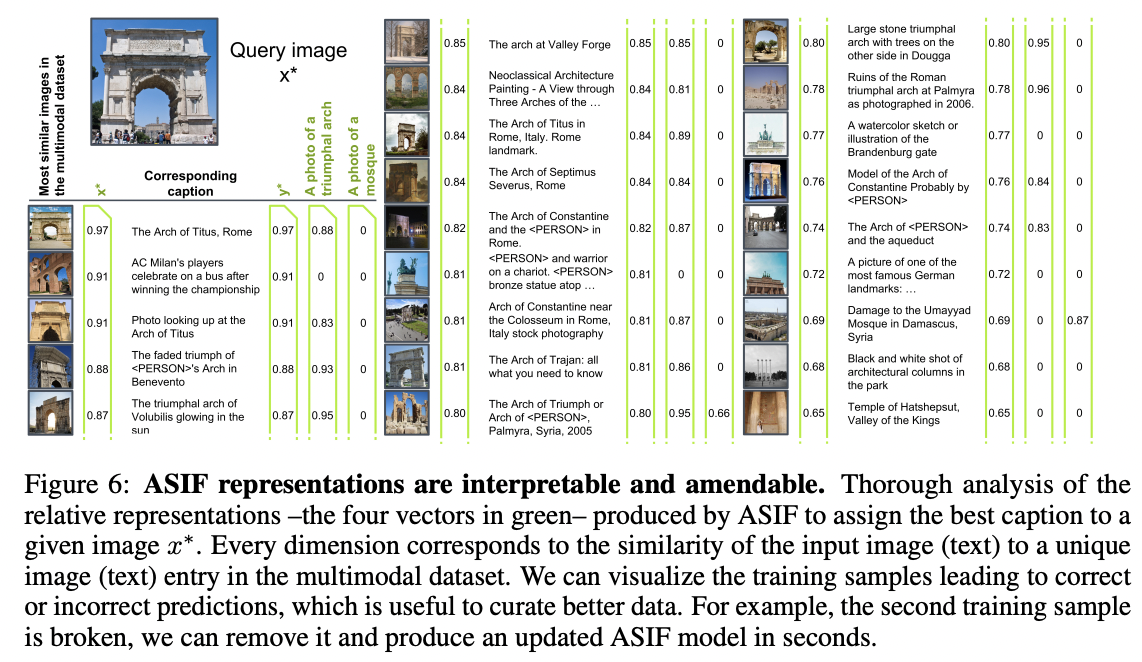 Most similar images in
the multimodal dataset
Query image
x*
x*
Corresponding
caption
y*
A photo of a
triumphal arch
A photo of a
mosque
0.97 The Arch of Titus, Rome 0.97 0.88 0
0.91 AC Milan's players
celebrate on a bus after
winning the championship 0.91 0 0
0.91 Photo looking up at the
Arch of Titus 0.91 0.83 0
0.88 The faded triumph of
<PERSON>'s Arch in
Benevento 0.88 0.93 0
0.87 The triumphal arch of
Volubilis glowing in the
sun 0.87 0.95 0
0.85 The arch at Valley Forge 0.85 0.85 0
0.84 Neoclassical Architecture
Painting - A View through
Three Arches of the … 0.84 0.81 0
0.84 The Arch of Titus in
Rome, Italy. Rome
landmark. 0.84 0.89 0
0.84 The Arch of Septimus
Severus, Rome 0.84 0.84 0
0.82 The Arch of Constantine
and the <PERSON> in
Rome. 0.82 0.87 0
0.81 <PERSON> and warrior
on a chariot. <PERSON>
bronze statue atop … 0.81 0 0
0.81 Arch of Constantine near
the Colosseum in Rome,
Italy stock photography 0.81 0.87 0
0.81 The Arch of Trajan: all
what you need to know 0.81 0.86 0
0.80 The Arch of Triumph or
Arch of <PERSON>,
Palmyra, Syria, 2005 0.80 0.95 0.66
0.80 Large stone triumphal
arch with trees on the
other side in Dougga 0.80 0.95 0
0.78 Ruins of the Roman
triumphal arch at Palmyra
as photographed in 2006. 0.78 0.96 0
0.77 A watercolor sketch or
illustration of the
Brandenburg gate 0.77 0 0
0.76 Model of the Arch of
Constantine Probably by
<PERSON> 0.76 0.84 0
0.74 The Arch of <PERSON>
and the aqueduct 0.74 0.83 0
0.72 A picture of one of the
most famous German
landmarks: … 0.72 0 0
0.69 Damage to the Umayyad
Mosque in Damascus,
Syria 0.69 0 0.87
0.68 Black and white shot of
architectural columns in
the park 0.68 0 0
0.65 Temple of Hatshepsut,
Valley of the Kings 0.65 0 0
Figure 6: ASIF representations are interpretable and amendable. Thorough analysis of the
relative representations –the four vectors in green– produced by ASIF to assign the best caption to a
given image x*. Every dimension corresponds to the similarity of the input image (text) to a unique
image (text) entry in the multimodal dataset. We can visualize the training samples leading to correct
or incorrect predictions, which is useful to curate better data. For example, the second training sample
is broken, we can remove it and produce an updated ASIF model in seconds.